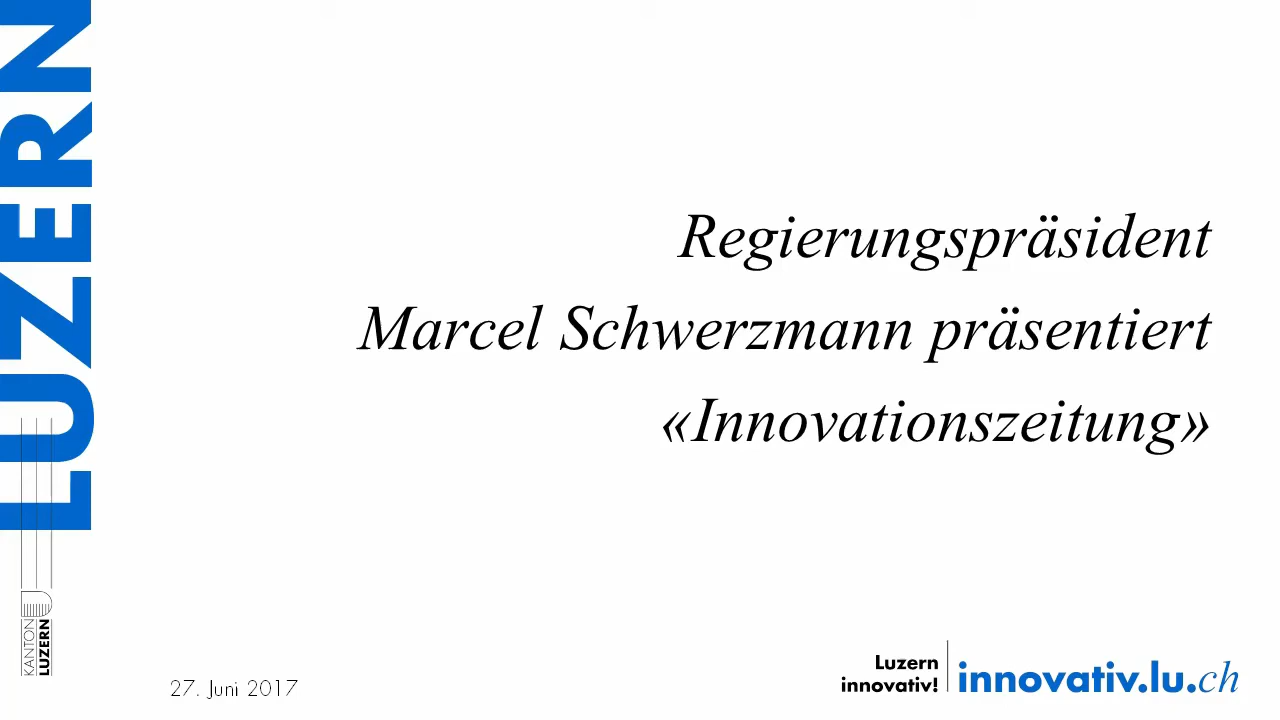 LUZERN
Regierungspräsident
Marcel Schwerzmann präsentiert
«Innovationszeitung»
KANTON
LUZERN
27. Juni 2017
Luzern
innovativ!
innovativ.lu.ch